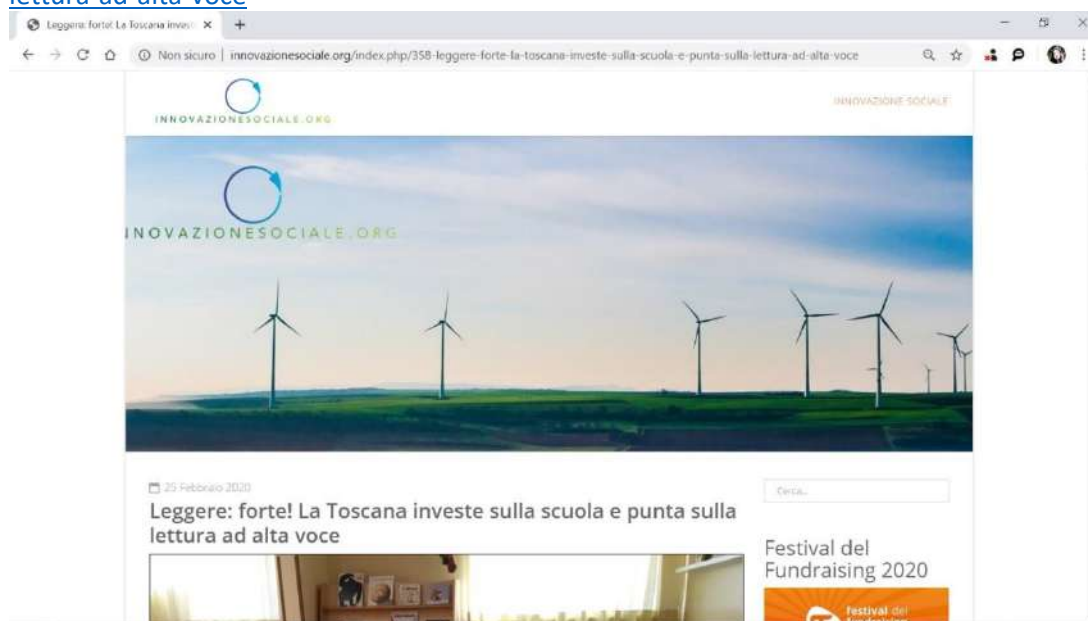 lettura-ad-alta-voce
Leggere: forte! La Toscana inves
Non sicuro | innovazionesociale.org/index.php/358-leggere-forte-la-toscana-investe-sulla-scuola-e-punta-sulla-lettura-ad-alta-voce
INNOVAZIONESOCIALE.ORG
INNOVAZIONE SOCIALE
NNOVAZIONESOCIALE.ORG
25 Febbraio 2020
Leggere: forte! La Toscana investe sulla scuola e punta sulla
lettura ad alta voce
Cerca...
Festival del
Fundraising 2020
festival del
fundraising